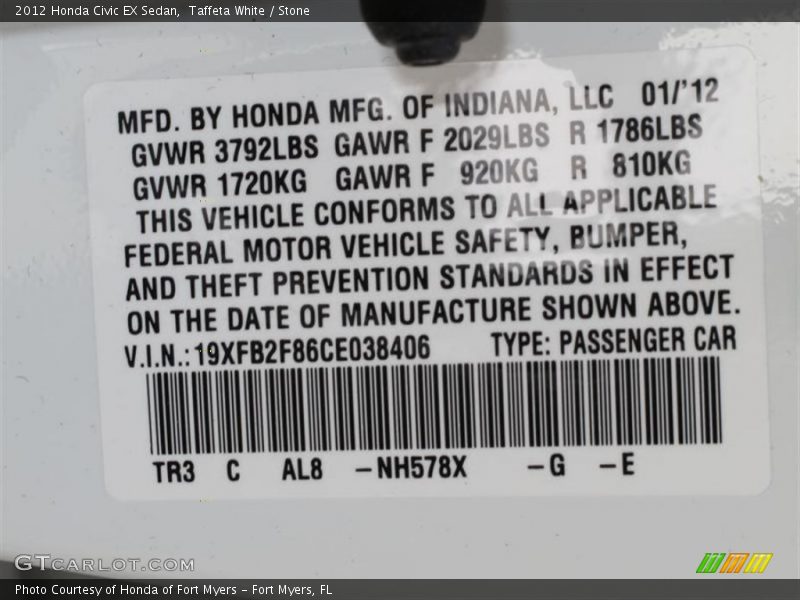 2012 Honda Civic EX Sedan, Taffeta White / Stone
MFD. BY HONDA MFG. OF INDIANA, LLC 01/'12
GVWR 3792LBS GAWR F 2029LBS R 1786LBS
GVWR 1720KG GAWR F 920KG R 810KG
THIS VEHICLE CONFORMS TO ALL APPLICABLE
FEDERAL MOTOR VEHICLE SAFETY, BUMPER,
AND THEFT PREVENTION STANDARDS IN EFFECT
ON THE DATE OF MANUFACTURE SHOWN ABOVE.
V.I.N.: 19XFB2F86CE038406 TYPE: PASSENGER CAR
TR3 C AL8 –NH578X –G –E
GTCARLOT.COM
Photo Courtesy of Honda of Fort Myers – Fort Myers, FL